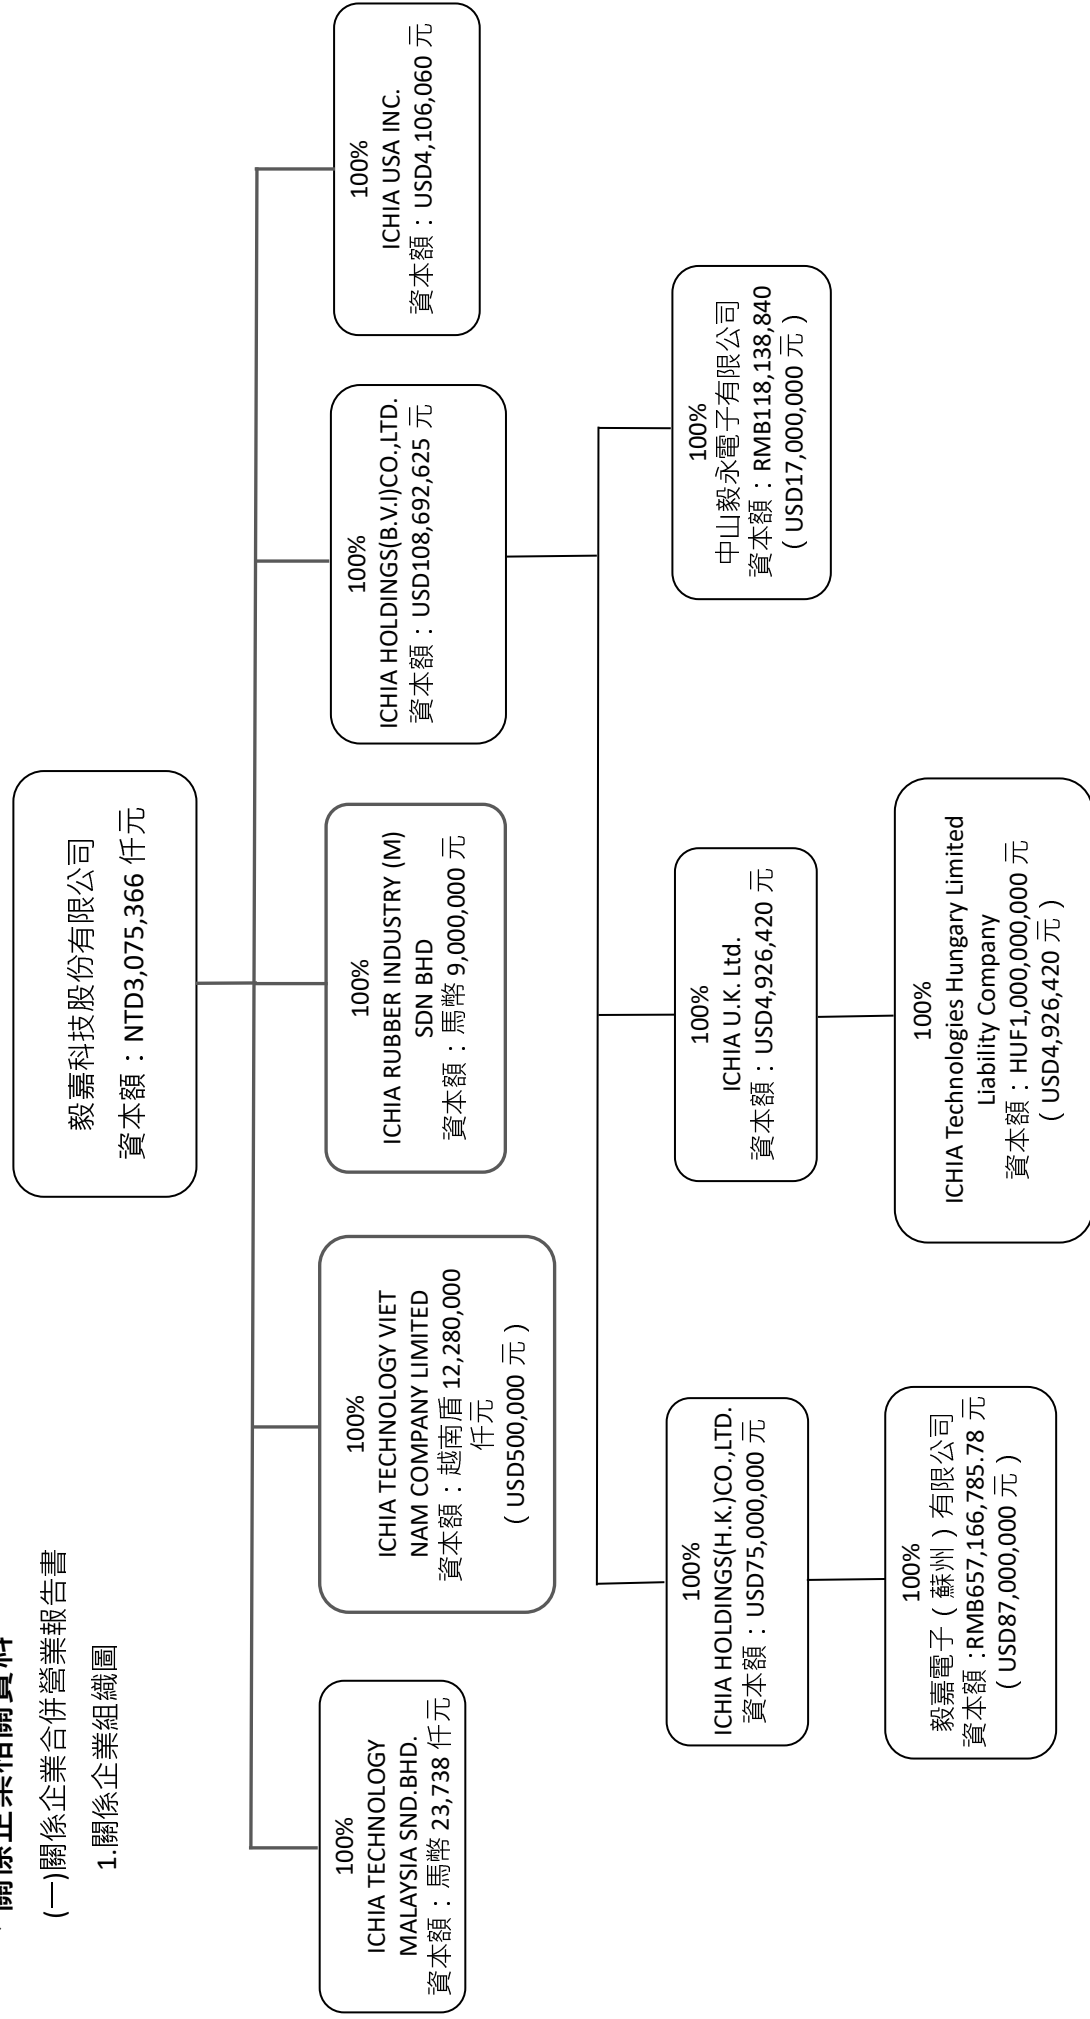 關係企業相關資料
(一)關係企業合併營業報告書
1.關係企業組織圖
毅嘉科技股份有限公司
資本額：NTD3,075,366 仟元
100%
ICHIA TECHNOLOGY
MALAYSIA SND.BHD.
資本額：馬幣 23,738 仟元
100%
ICHIA TECHNOLOGY VIET
NAM COMPANY LIMITED
資本額：越南盾 12,280,000
仟元
（USD500,000 元）
100%
ICHIA RUBBER INDUSTRY (M)
SDN BHD
資本額：馬幣 9,000,000 元
100%
ICHIA HOLDINGS(B.V.I)CO.,LTD.
資本額：USD108,692,625 元
100%
ICHIA USA INC.
資本額：USD4,106,060 元
100%
ICHIA HOLDINGS(H.K.)CO.,LTD.
資本額：USD75,000,000 元
100%
ICHIA U.K. Ltd.
資本額：USD4,926,420 元
100%
中山毅永電子有限公司
資本額：RMB118,138,840
（USD17,000,000 元）
100%
毅嘉電子（蘇州）有限公司
資本額:RMB657,166,785.78 元
（USD87,000,000 元）
100%
ICHIA Technologies Hungary Limited
Liability Company
資本額：HUF1,000,000,000 元
（USD4,926,420 元）